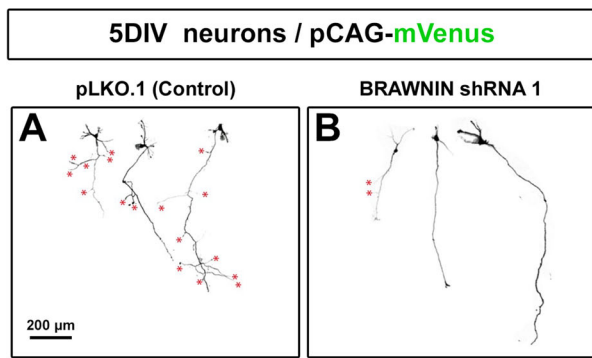 5DIV neurons / pCAG-mVenus
pLKO.1 (Control)
BRAWNIN shRNA 1
A
B
200 µm